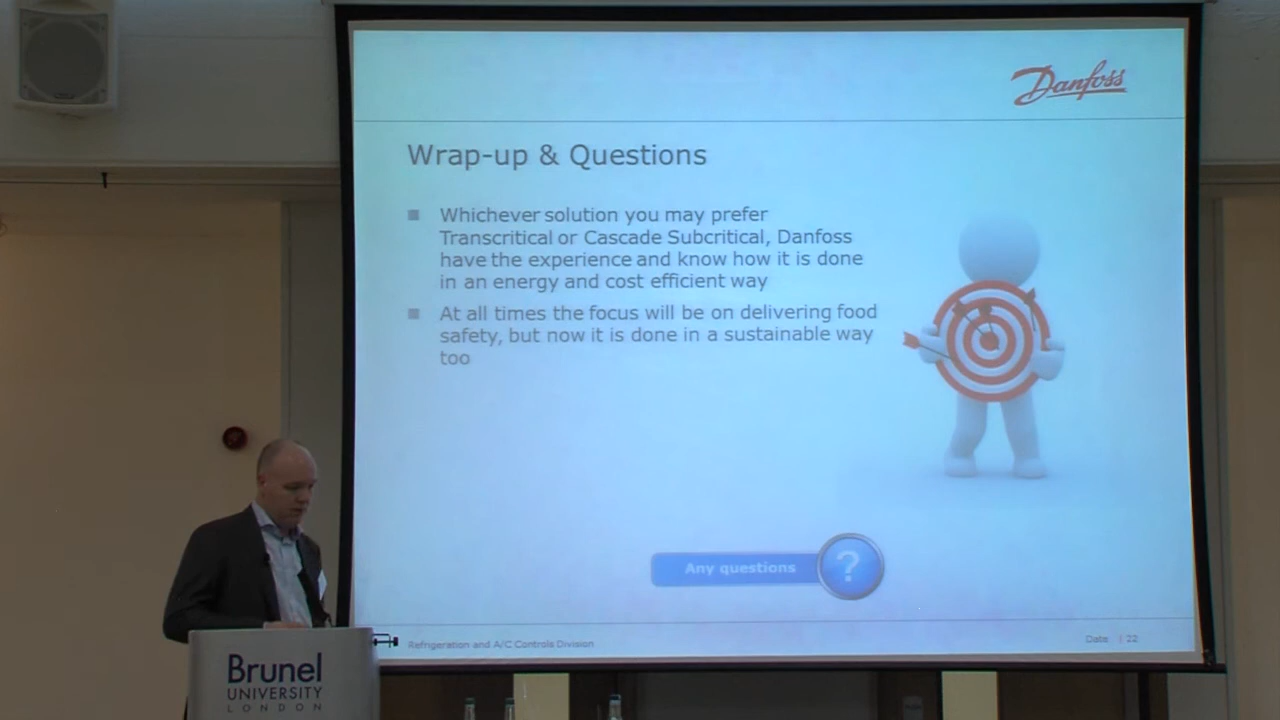 Danfoss
Wrap-up & Questions
Whichever solution you may prefer
Transcritical or Cascade Subcritical, Danfoss
have the experience and know how it is done
in an energy and cost efficient way
At all times the focus will be on delivering food
safety, but now it is done in a sustainable way
too
Any questions ?
Refrigeration and A/C Controls Division
Date | 22
Brunel
UNIVERSITY
LONDON